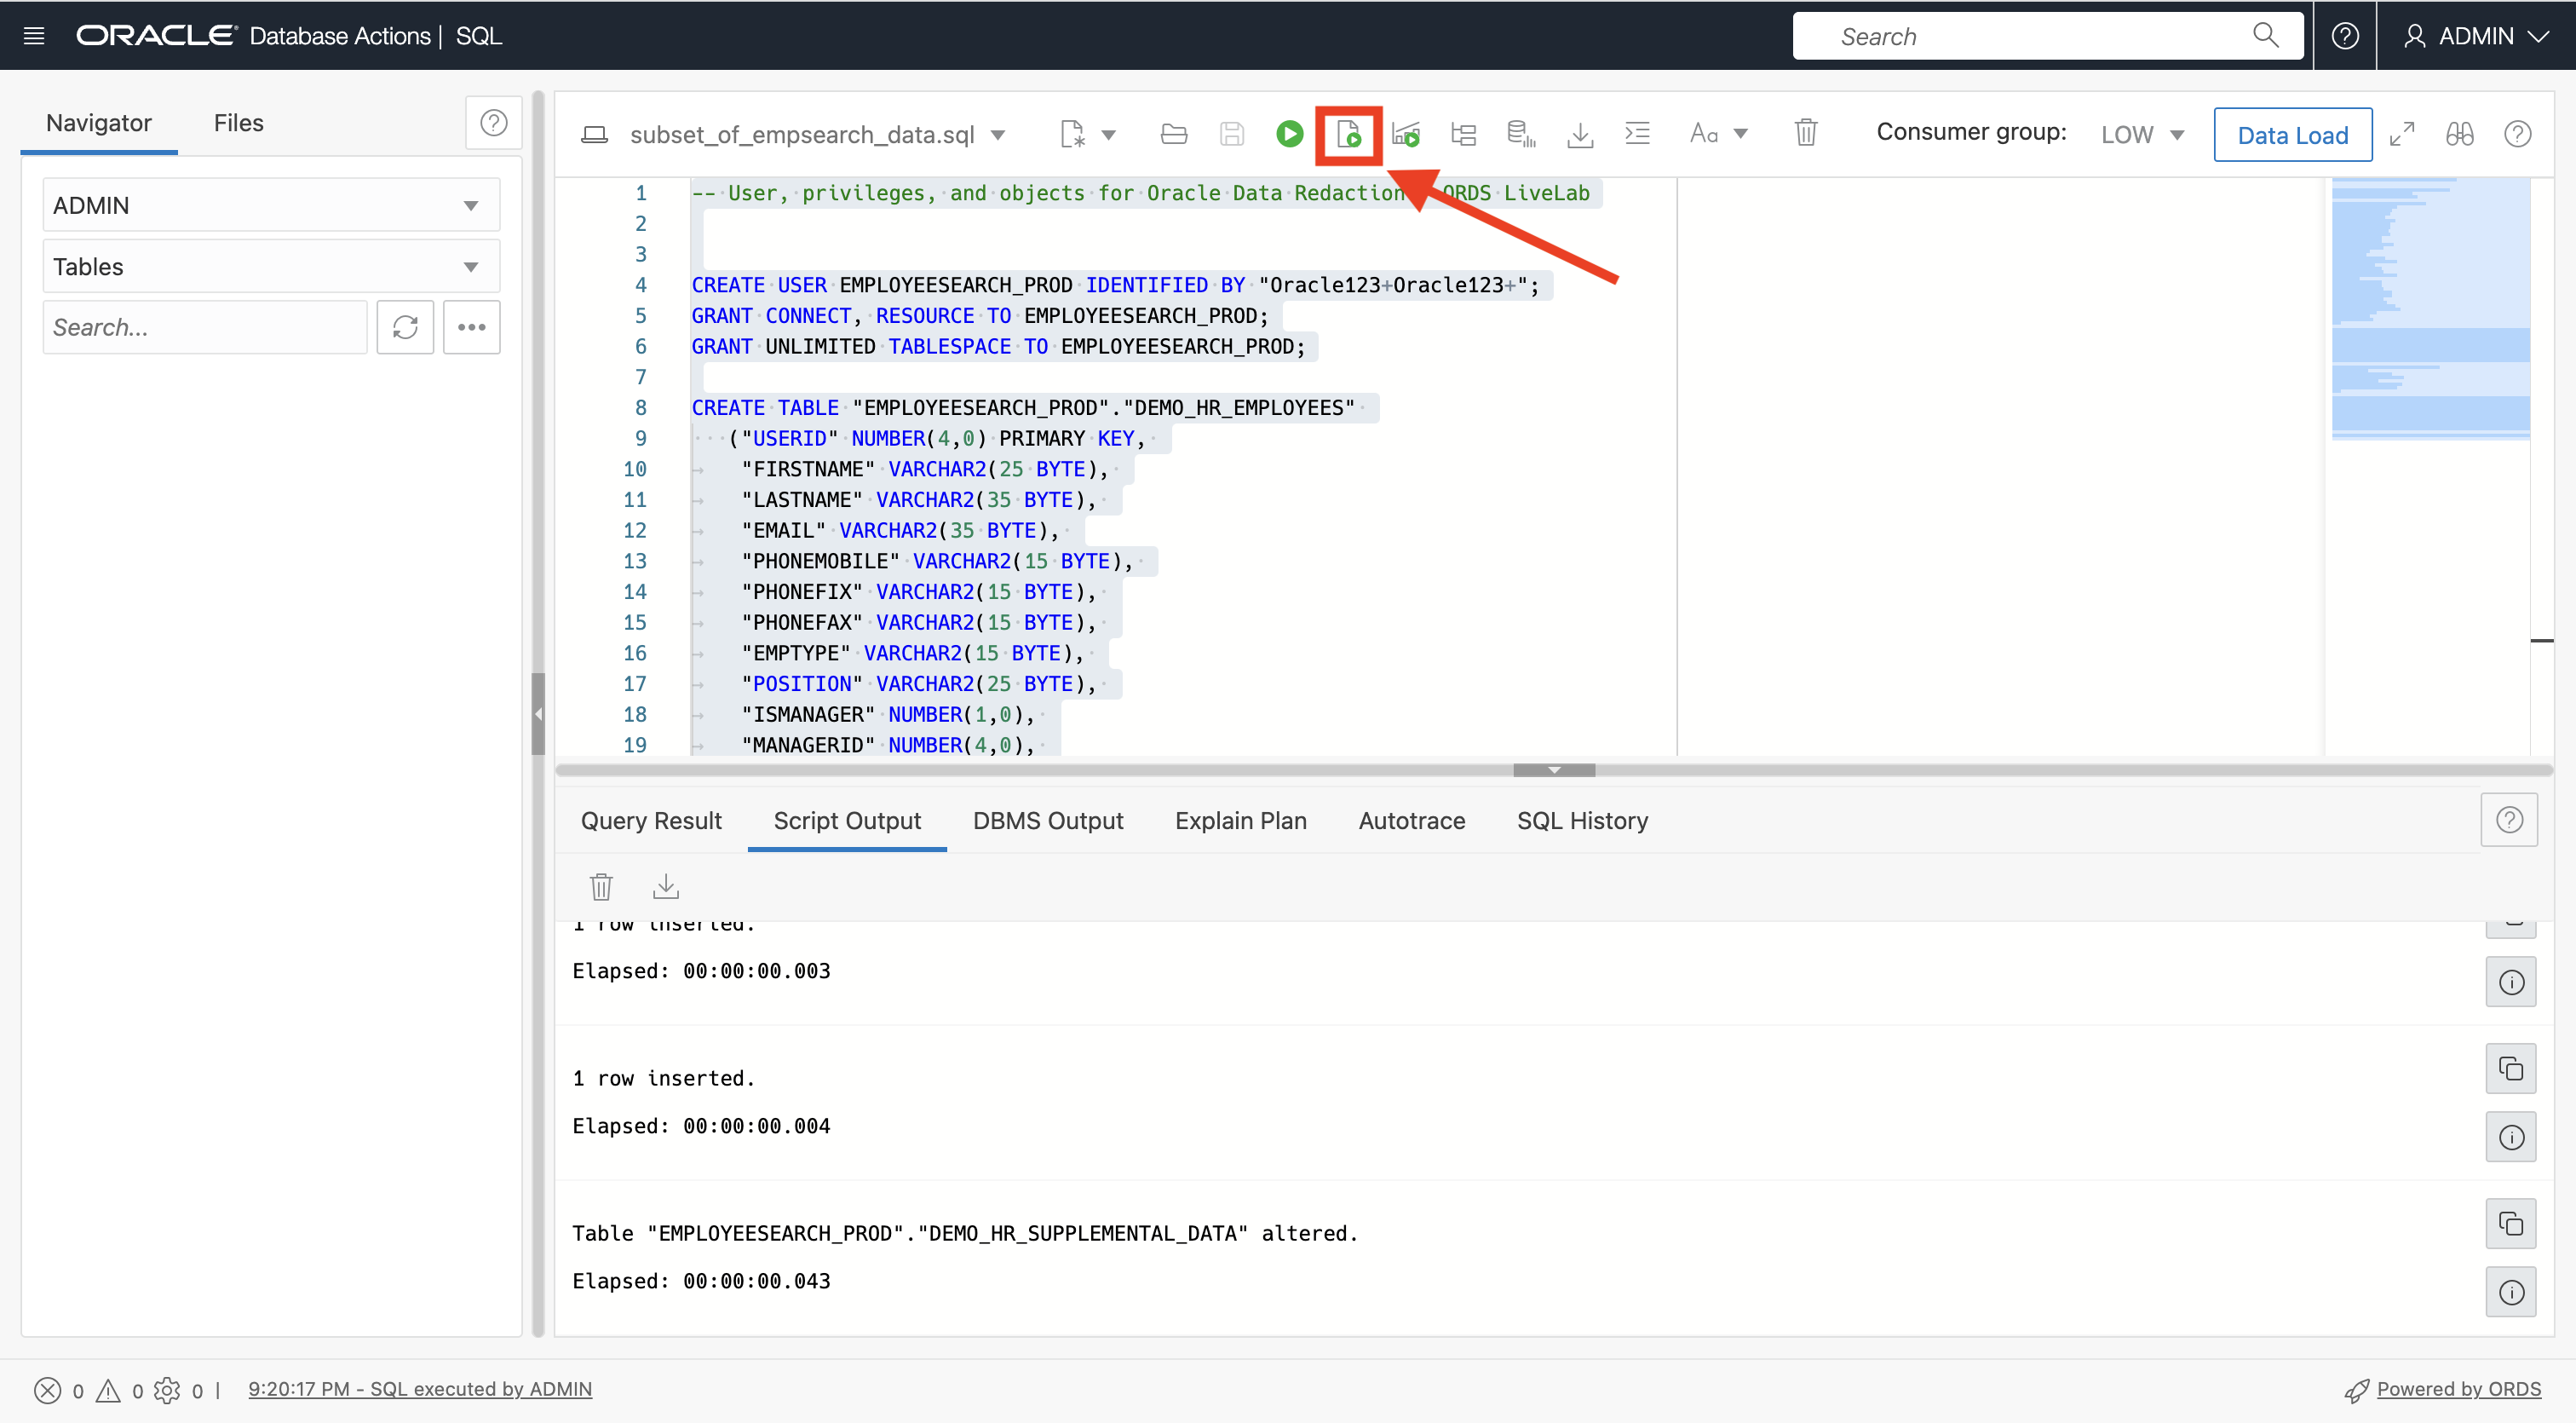 ORACLE Database Actions | SQL
Search
ADMIN
Navigator
Files
ADMIN
Tables
Search...
subset_of_empsearch_data.sql
Aa
Consumer group:
LOW
Data Load
1 -- User, privileges, and objects for Oracle Data Redaction ORDS LiveLab
2
3
4 CREATE USER EMPLOYEESEARCH_PROD IDENTIFIED BY "Oracle123+Oracle123+";
5 GRANT CONNECT, RESOURCE TO EMPLOYEESEARCH_PROD;
6 GRANT UNLIMITED TABLESPACE TO EMPLOYEESEARCH_PROD;
7
8 CREATE TABLE "EMPLOYEESEARCH_PROD"."DEMO_HR_EMPLOYEES"
9 ("USERID" NUMBER(4,0) PRIMARY KEY,
10 "FIRSTNAME" VARCHAR2(25 BYTE),
11 "LASTNAME" VARCHAR2(35 BYTE),
12 "EMAIL" VARCHAR2(35 BYTE),
13 "PHONEMOBILE" VARCHAR2(15 BYTE),
14 "PHONEFIX" VARCHAR2(15 BYTE),
15 "PHONEFAX" VARCHAR2(15 BYTE),
16 "EMPTYPE" VARCHAR2(15 BYTE),
17 "POSITION" VARCHAR2(25 BYTE),
18 "ISMANAGER" NUMBER(1,0),
19 "MANAGERID" NUMBER(4,0),
Query Result
Script Output
DBMS Output
Explain Plan
Autotrace
SQL History
1 row inserted.
Elapsed: 00:00:00.003
1 row inserted.
Elapsed: 00:00:00.004
Table "EMPLOYEESEARCH_PROD"."DEMO_HR_SUPPLEMENTAL_DATA" altered.
Elapsed: 00:00:00.043
0 0 0 | 9:20:17 PM - SQL executed by ADMIN
Powered by ORDS